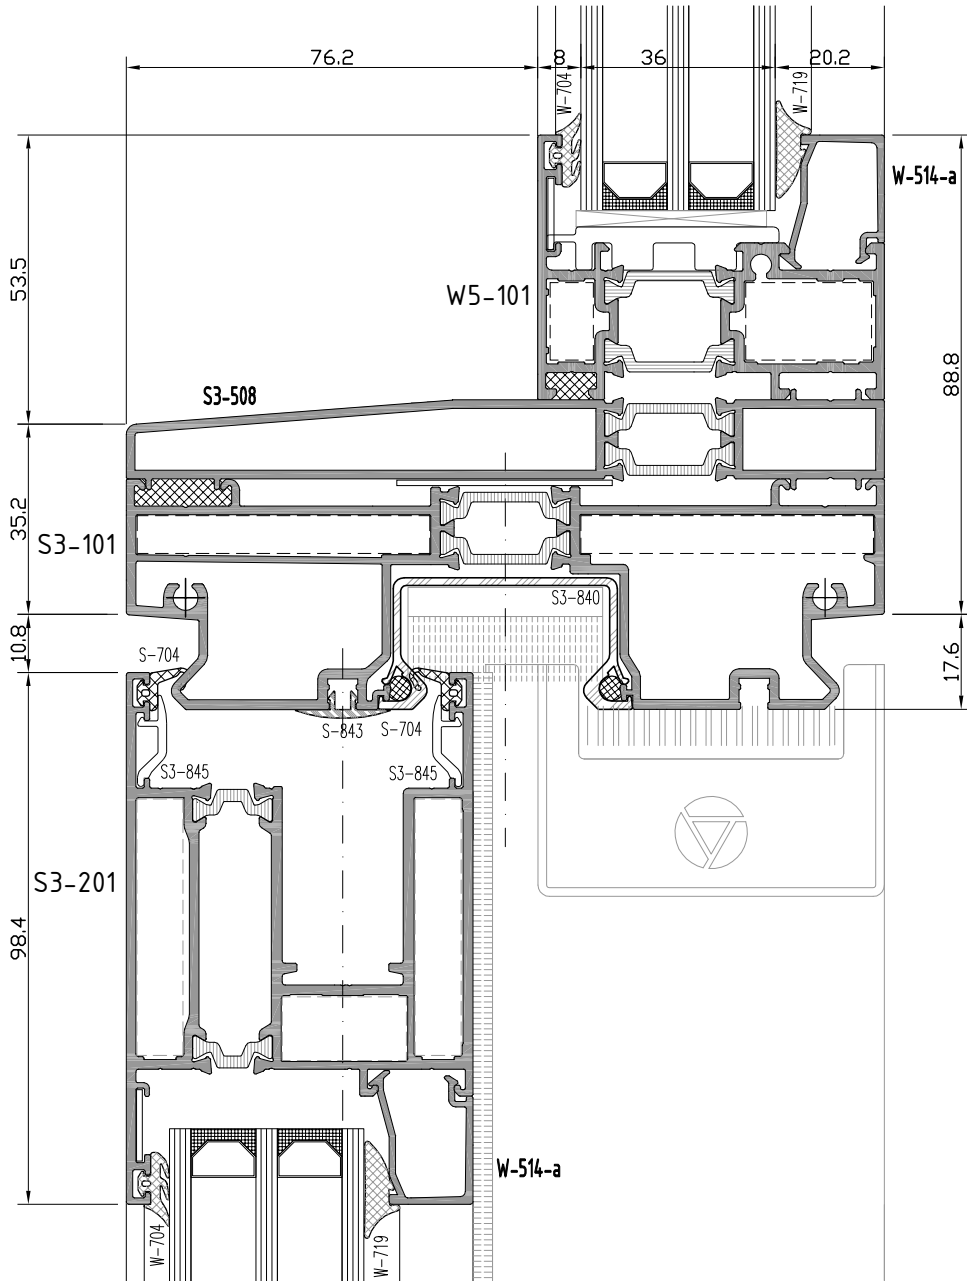 76.2
8
36
20.2
W-704
W-719
W-514-a
53.5
W5-101
88.8
S3-508
35.2
S3-101
S3-840
10.8
S-704
17.6
S-843
S-704
S3-845
S3-845
S3-201
98.4
W-514-a
W-704
W-719